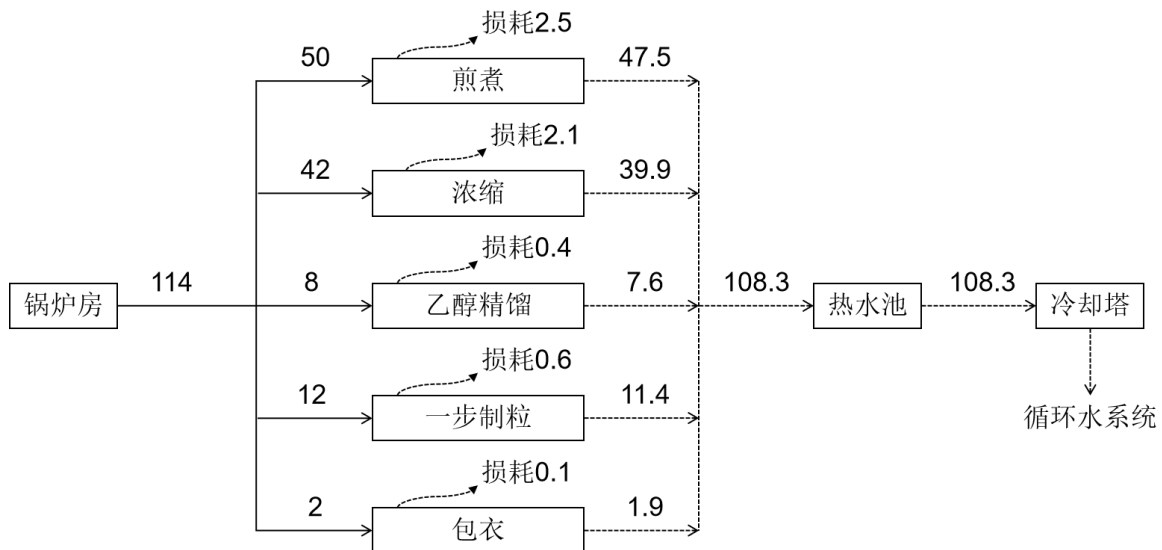 损耗2.5
50
煎煮
47.5
损耗2.1
42
浓缩
39.9
损耗0.4
锅炉房
114
8
乙醇精馏
7.6
108.3
热水池
108.3
冷却塔
损耗0.6
12
一步制粒
11.4
循环水系统
损耗0.1
2
包衣
1.9